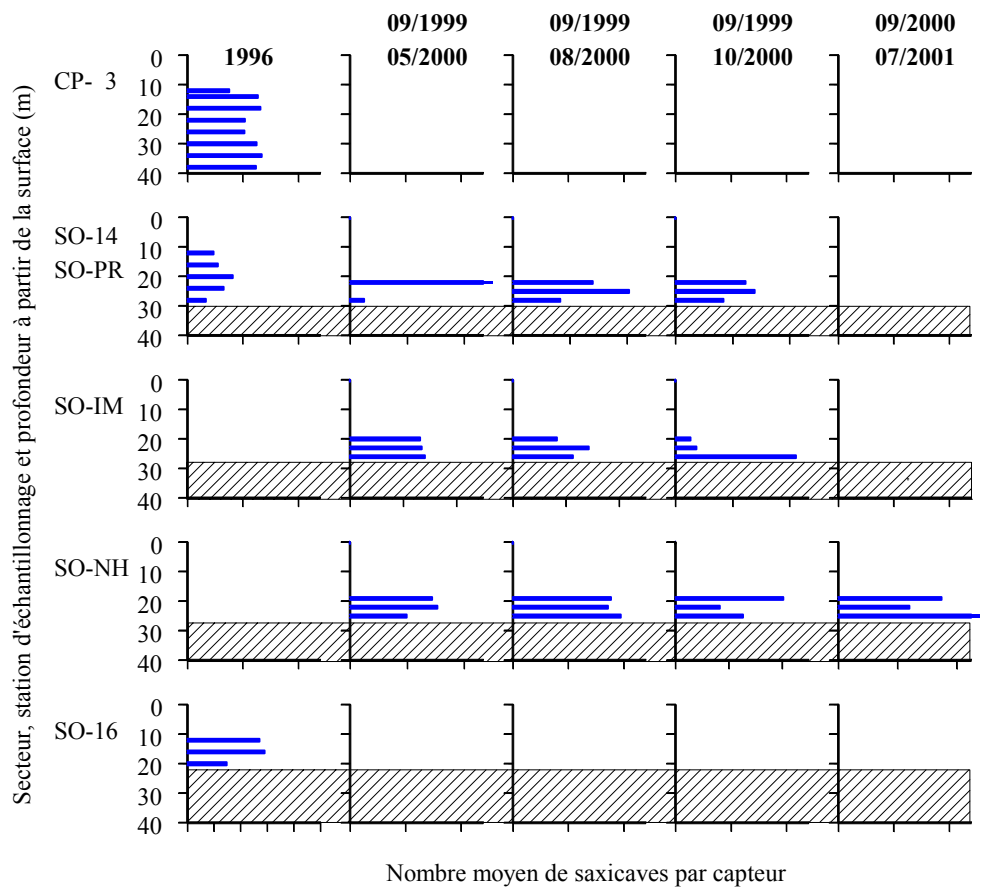 09/1999 09/1999 09/1999 09/2000
1996 05/2000 08/2000 10/2000 07/2001
Secteur, station d'échantillonnage et profondeur à partir de la surface (m)
CP- 3
0
10
20
30
40
SO-14
SO-PR
0
10
20
30
40
SO-IM
0
10
20
30
40
SO-NH
0
10
20
30
40
SO-16
0
10
20
30
40
Nombre moyen de saxicaves par capteur